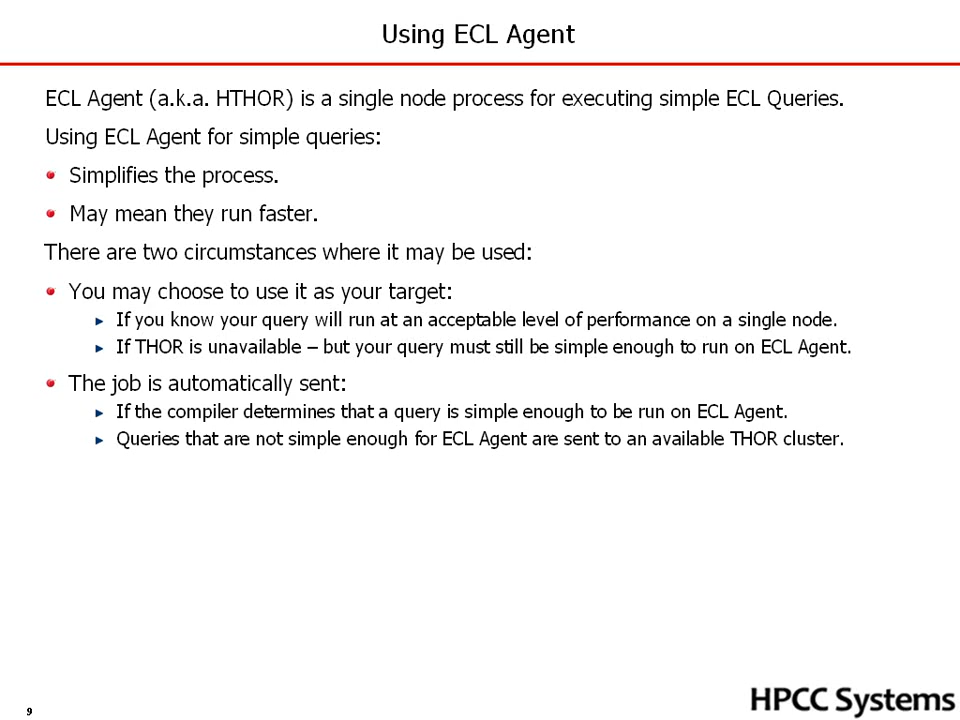 Using ECL Agent
ECL Agent (a.k.a. HTHOR) is a single node process for executing simple ECL Queries.
Using ECL Agent for simple queries:
Simplifies the process.
May mean they run faster.
There are two circumstances where it may be used:
You may choose to use it as your target:
If you know your query will run at an acceptable level of performance on a single node.
If THOR is unavailable – but your query must still be simple enough to run on ECL Agent.
The job is automatically sent:
If the compiler determines that a query is simple enough to be run on ECL Agent.
Queries that are not simple enough for ECL Agent are sent to an available THOR cluster.
9
HPCC Systems